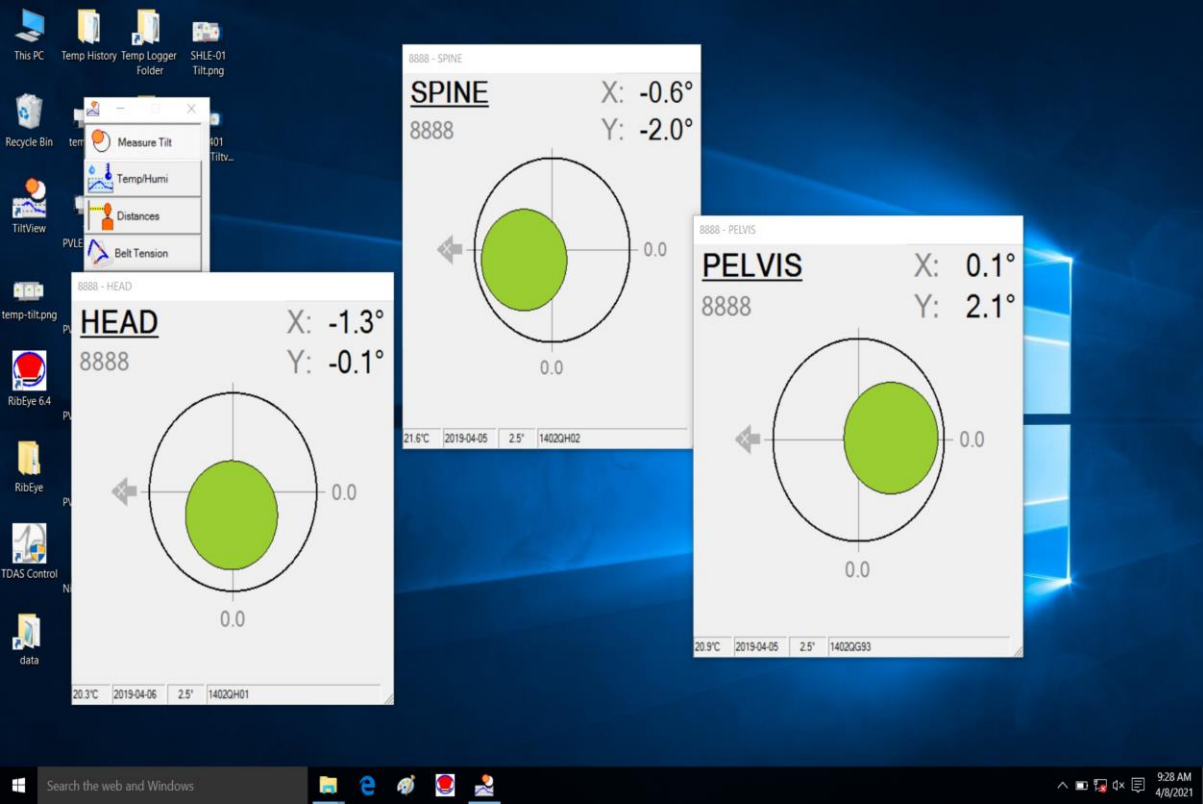 This PC
Temp History
Temp Logger
Folder
SHLE-01
Tilt.png
Recycle Bin
TiltView
temp-tilt.png
RibEye 6.4
RibEye
TDAS Control
data
401
Tiltv...
Measure Tilt
Temp/Humi
Distances
Belt Tension
8888 - HEAD
HEAD
X: -1.3°
8888
Y: -0.1°
X
0.0
0.0
20.3°C 2019-04-06 2.5° 1402QH01
8888 - SPINE
SPINE
X: -0.6°
8888
Y: -2.0°
X
0.0
0.0
21.6°C 2019-04-05 2.5° 1402QH02
8888 - PELVIS
PELVIS
X: 0.1°
8888
Y: 2.1°
X
0.0
0.0
20.9°C 2019-04-05 2.5° 1402QG93
Search the web and Windows
9:28 AM
4/8/2021